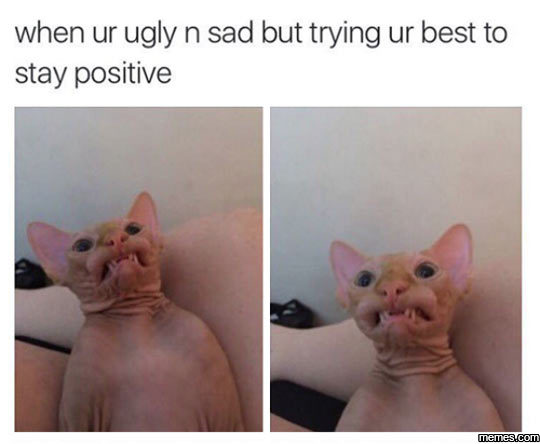 when ur ugly n sad but trying ur best to
stay positive
memes.com